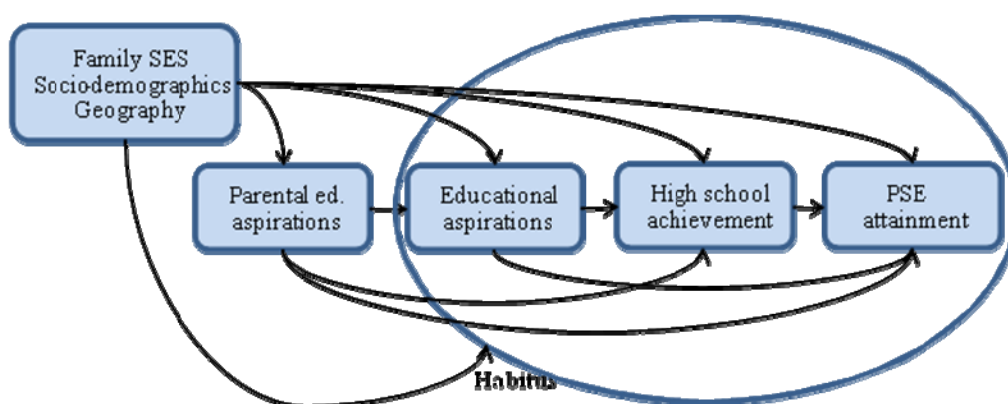 Family SES
Sociodemographics
Geography
Parental ed.
aspirations
Educational
aspirations
High school
achievement
PSE
attainment
Habitus